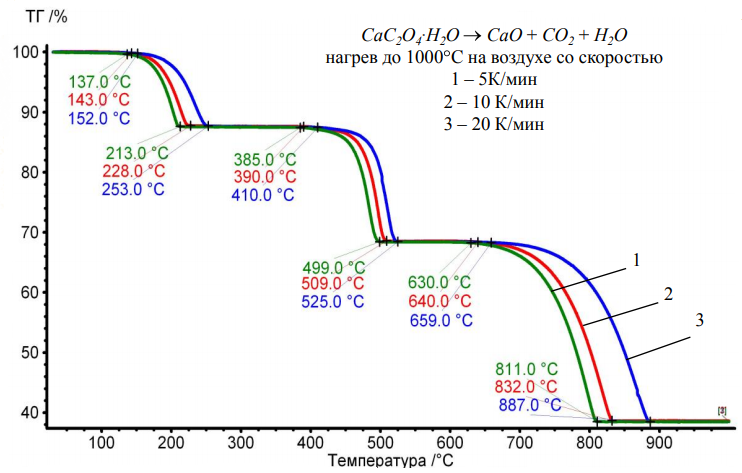 ТГ /%
CaC₂O₄·H₂O → CaO + CO₂ + H₂O
нагрев до 1000°С на воздухе со скоростью
1 – 5К/мин
2 – 10 К/мин
3 – 20 К/мин
100
90
80
70
60
50
40
137.0 °C
143.0 °C
152.0 °C
213.0 °C
228.0 °C
253.0 °C
385.0 °C
390.0 °C
410.0 °C
499.0 °C
509.0 °C
525.0 °C
630.0 °C
640.0 °C
659.0 °C
1
2
3
811.0 °C
832.0 °C
887.0 °C
[3]
100 200 300 400 500 600 700 800 900
Температура /°C